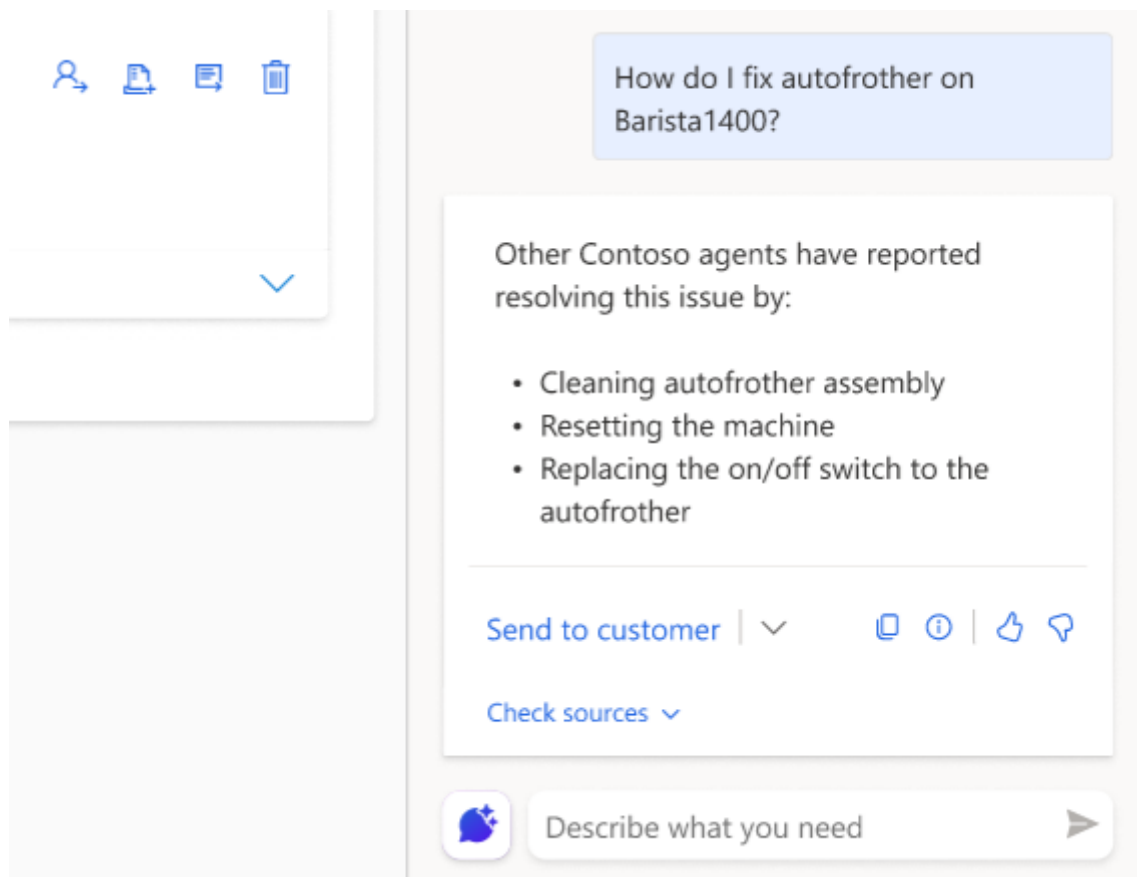 How do I fix autofrother on
Barista1400?
Other Contoso agents have reported
resolving this issue by:
• Cleaning autofrother assembly
• Resetting the machine
• Replacing the on/off switch to the
autofrother
Send to customer
Check sources
Describe what you need